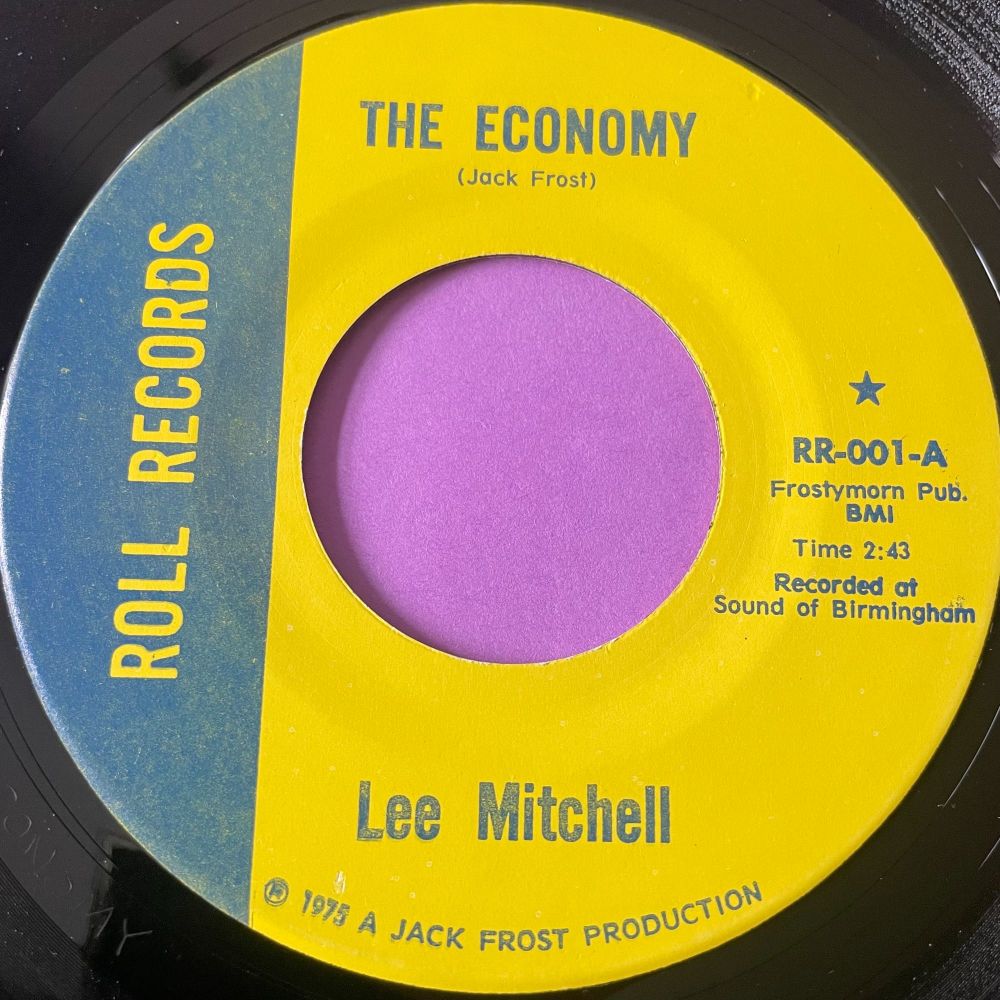 THE ECONOMY
(Jack Frost)
ROLL RECORDS
RR-001-A
Frostymorn Pub.
BMI
Time 2:43
Recorded at
Sound of Birmingham
Lee Mitchell
℗ 1975 A JACK FROST PRODUCTION